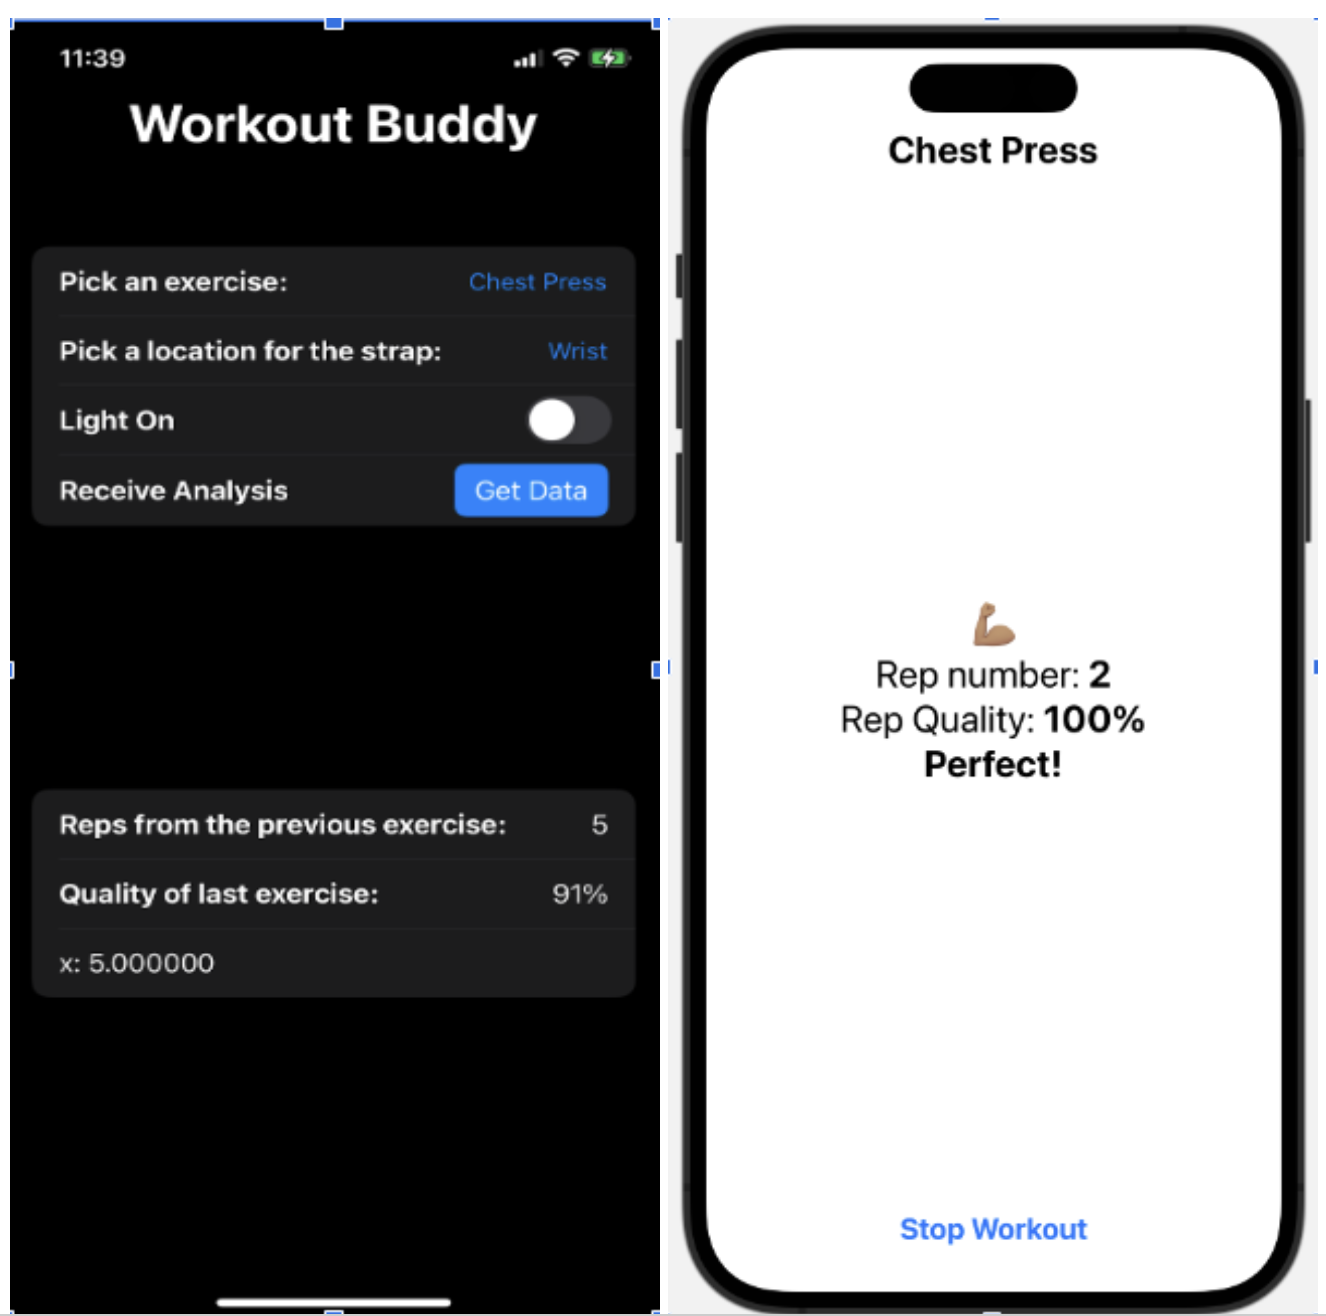 11:39
Workout Buddy
Pick an exercise: Chest Press
Pick a location for the strap: Wrist
Light On
Receive Analysis Get Data
Reps from the previous exercise: 5
Quality of last exercise: 91%
x: 5.000000
Chest Press
Rep number: 2
Rep Quality: 100%
Perfect!
Stop Workout